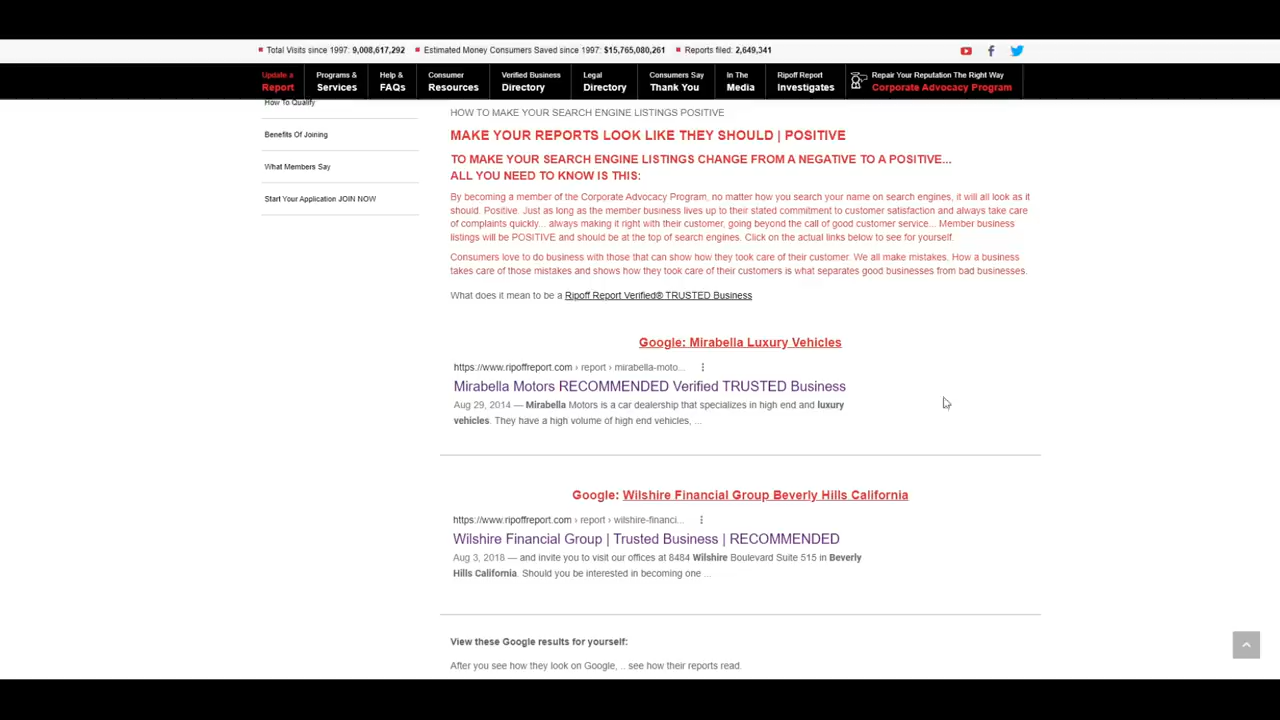 Total Visits since 1997: 9,008,617,292 Estimated Money Consumers Saved since 1997: $15,765,080,261 Reports filed: 2,649,341
Update a Report
Programs & Services
Help & FAQs
Consumer Resources
Verified Business Directory
Legal Directory
Consumers Say Thank You
In The Media
Ripoff Report Investigates
Repair Your Reputation The Right Way
Corporate Advocacy Program
How To Qualify
Benefits Of Joining
What Members Say
Start Your Application JOIN NOW
HOW TO MAKE YOUR SEARCH ENGINE LISTINGS POSITIVE
MAKE YOUR REPORTS LOOK LIKE THEY SHOULD | POSITIVE
TO MAKE YOUR SEARCH ENGINE LISTINGS CHANGE FROM A NEGATIVE TO A POSITIVE...
ALL YOU NEED TO KNOW IS THIS:
By becoming a member of the Corporate Advocacy Program, no matter how you search your name on search engines, it will all look as it
should. Positive. Just as long as the member business lives up to their stated commitment to customer satisfaction and always take care
of complaints quickly... always making it right with their customer, going beyond the call of good customer service... Member business
listings will be POSITIVE and should be at the top of search engines. Click on the actual links below to see for yourself.
Consumers love to do business with those that can show how they took care of their customer. We all make mistakes. How a business
takes care of those mistakes and shows how they took care of their customers is what separates good businesses from bad businesses.
What does it mean to be a Ripoff Report Verified® TRUSTED Business
Google: Mirabella Luxury Vehicles
https://www.ripoffreport.com › report › mirabella-moto...
Mirabella Motors RECOMMENDED Verified TRUSTED Business
Aug 29, 2014 — Mirabella Motors is a car dealership that specializes in high end and luxury
vehicles. They have a high volume of high end vehicles, ...
Google: Wilshire Financial Group Beverly Hills California
https://www.ripoffreport.com › report › wilshire-financi...
Wilshire Financial Group | Trusted Business | RECOMMENDED
Aug 3, 2018 — and invite you to visit our offices at 8484 Wilshire Boulevard Suite 515 in Beverly
Hills California. Should you be interested in becoming one ...
View these Google results for yourself:
After you see how they look on Google, .. see how their reports read.